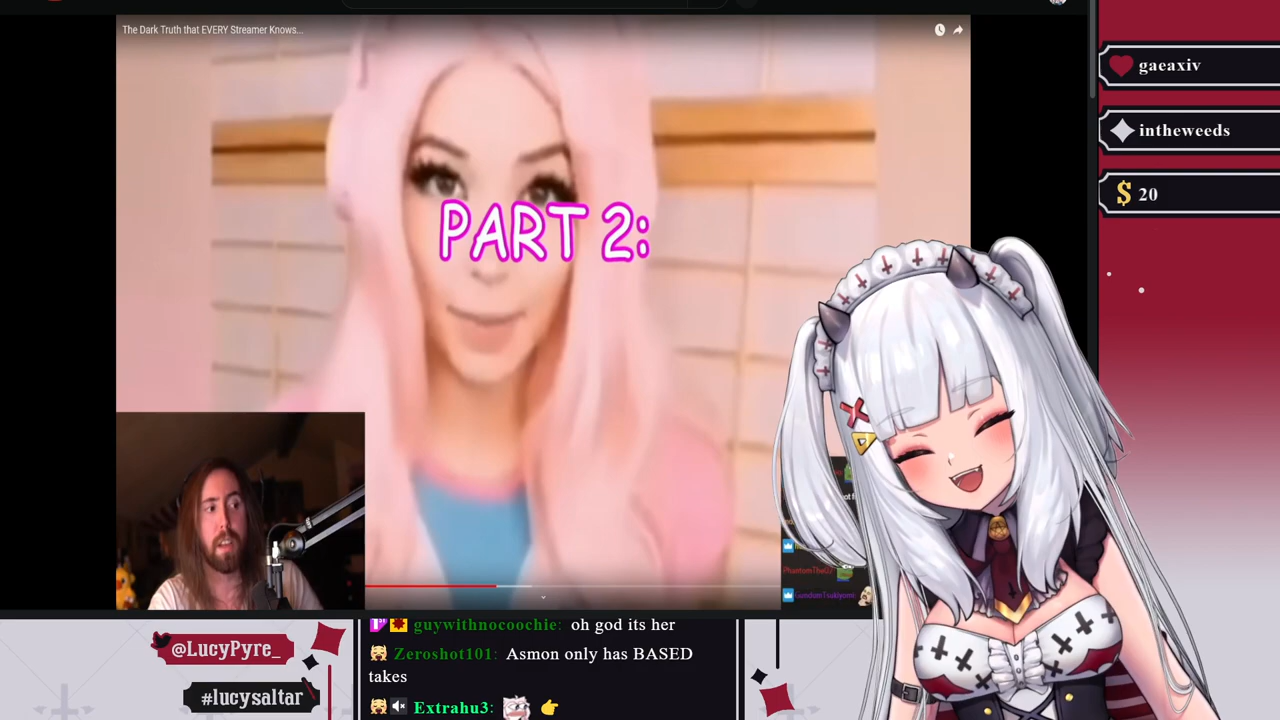 The Dark Truth that EVERY Streamer Knows...
PART 2:
gaeaxiv
intheweeds
$ 20
@LucyPyre_
#lucysaltar
guywithnocoochie: oh god its her
Zeroshot101: Asmon only has BASED
takes
Extrahu3: